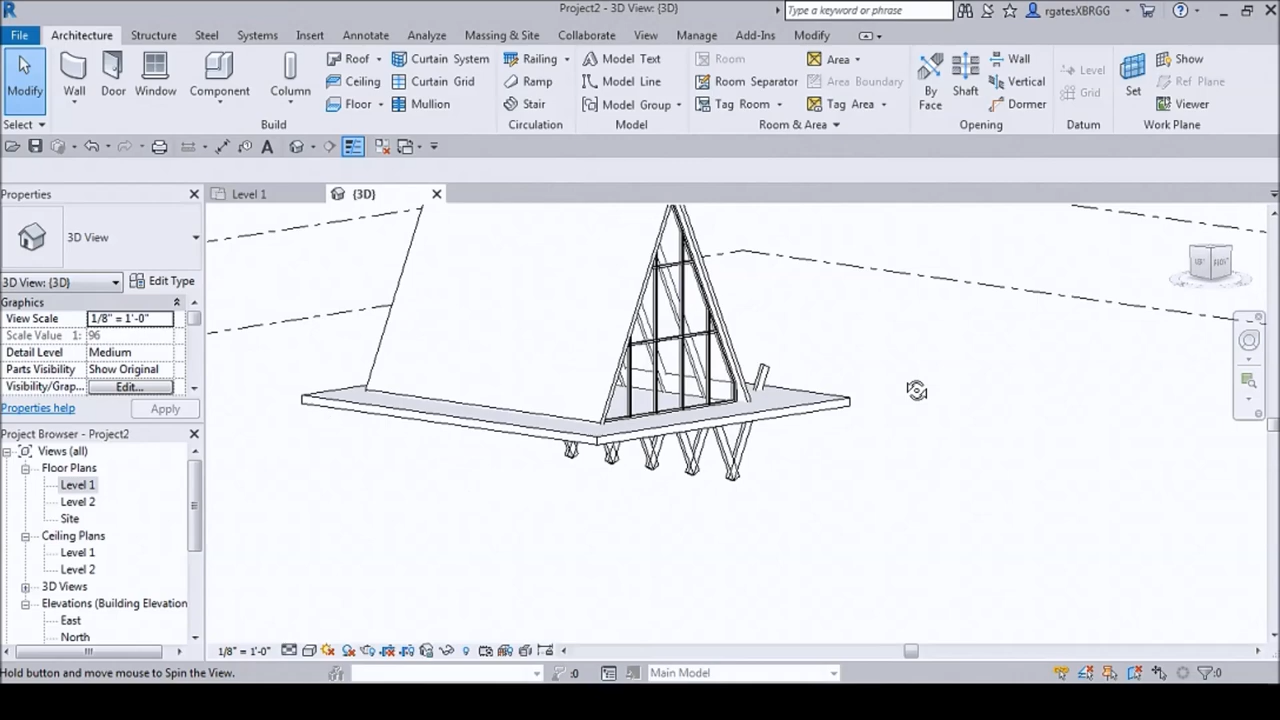 Project2 - 3D View: {3D}
Type a keyword or phrase
rgatesXBRGG
File Architecture Structure Steel Systems Insert Annotate Analyze Massing & Site Collaborate View Manage Add-Ins Modify
Modify
Wall
Door
Window
Component
Column
Roof
Ceiling
Floor
Curtain System
Curtain Grid
Mullion
Railing
Ramp
Stair
Model Text
Model Line
Model Group
Room
Room Separator
Tag Room
Area
Area Boundary
Tag Area
By
Face
Shaft
Wall
Vertical
Dormer
Level
Grid
Set
Show
Ref Plane
Viewer
Select Build Circulation Model Room & Area Opening Datum Work Plane
Properties
Level 1
{3D}
3D View
3D View: {3D} Edit Type
Graphics
View Scale 1/8" = 1'-0"
Scale Value 1: 96
Detail Level Medium
Parts Visibility Show Original
Visibility/Grap... Edit...
Properties help Apply
Project Browser - Project2
Views (all)
Floor Plans
Level 1
Level 2
Site
Ceiling Plans
Level 1
Level 2
3D Views
Elevations (Building Elevation
East
North
1/8" = 1'-0"
Hold button and move mouse to Spin the View.
:0
Main Model
:0